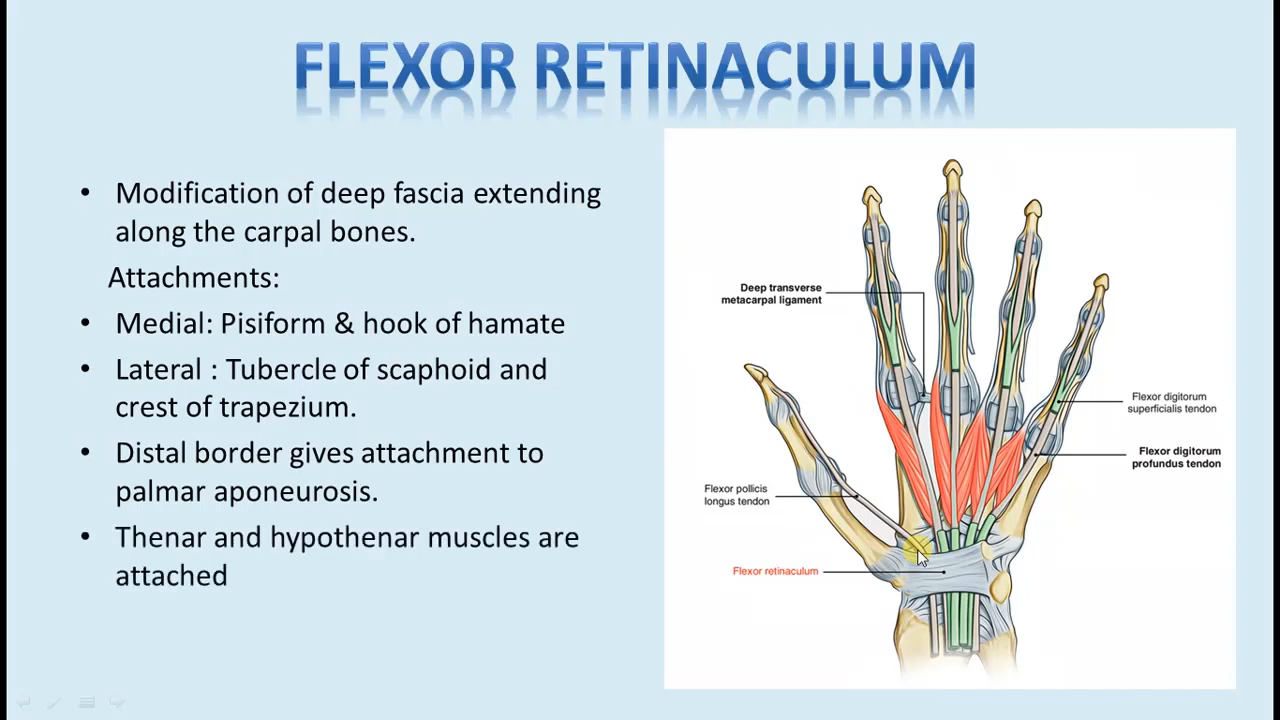 FLEXOR RETINACULUM
• Modification of deep fascia extending
along the carpal bones.
Attachments:
• Medial: Pisiform & hook of hamate
• Lateral : Tubercle of scaphoid and
crest of trapezium.
• Distal border gives attachment to
palmar aponeurosis.
• Thenar and hypothenar muscles are
attached
Deep transverse
metacarpal ligament
Flexor digitorum
superficialis tendon
Flexor digitorum
profundus tendon
Flexor pollicis
longus tendon
Flexor retinaculum